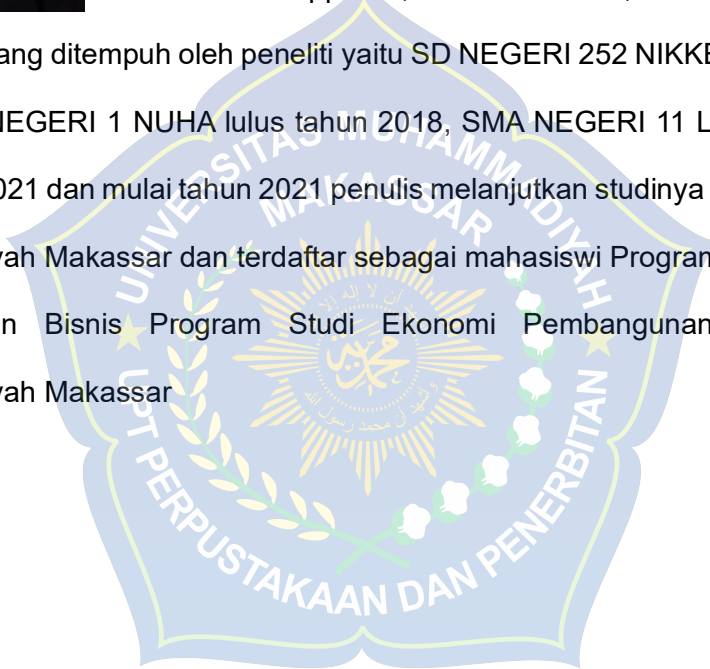 ang ditempuh oleh peneliti yaitu SD NEGERI 252 NIKKE
NEGERI 1 NUHA lulus tahun 2018, SMA NEGERI 11 L
021 dan mulai tahun 2021 penulis melanjutkan studinya
yah Makassar dan terdaftar sebagai mahasiswi Program
n Bisnis Program Studi Ekonomi Pembangunan
yah Makassar
UNIVERSITAS MUHAMMADIYAH
MAKASSAR
UPT PERPUSTAKAAN DAN PENERBITAN